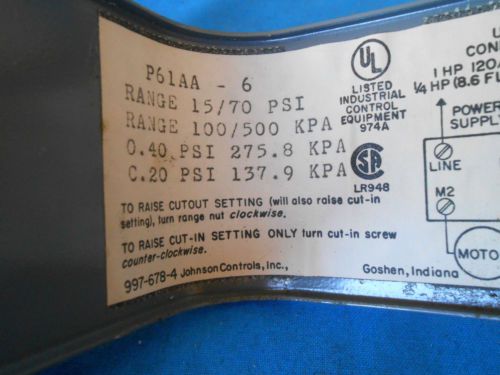 P61AA - 6
RANGE 15/70 PSI
RANGE 100/500 KPA
O.40 PSI 275.8 KPA
C.20 PSI 137.9 KPA
TO RAISE CUTOUT SETTING (will also raise cut-in
setting), turn range nut clockwise.
TO RAISE CUT-IN SETTING ONLY turn cut-in screw
counter-clockwise.
997-678-4 Johnson Controls, Inc., Goshen, Indiana
UL
LISTED
INDUSTRIAL
CONTROL
EQUIPMENT
974A
SA
LR948
1 HP 120/
1/4 HP (8.6 F
POWER
SUPPLY
LINE
M2
MOTO